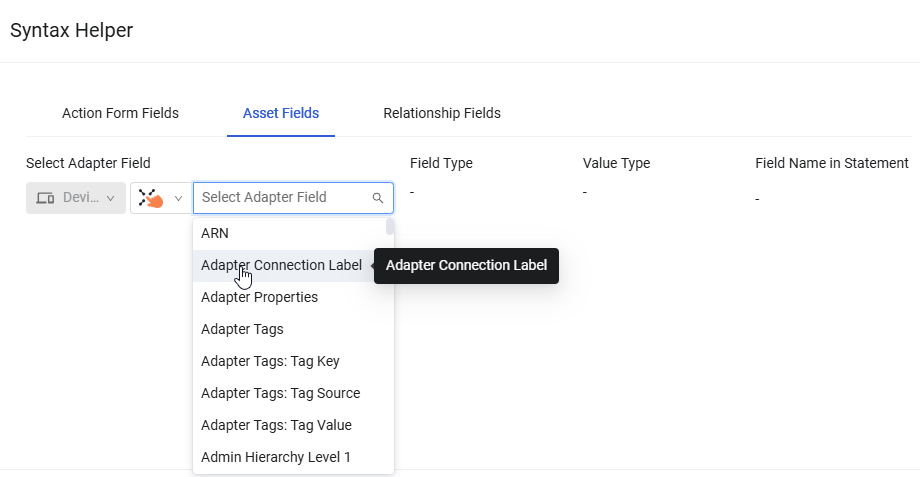 Syntax Helper
Action Form Fields Asset Fields Relationship Fields
Select Adapter Field Field Type Value Type Field Name in Statement
Devi... Select Adapter Field - - -
ARN
Adapter Connection Label Adapter Connection Label
Adapter Properties
Adapter Tags
Adapter Tags: Tag Key
Adapter Tags: Tag Source
Adapter Tags: Tag Value
Admin Hierarchy Level 1